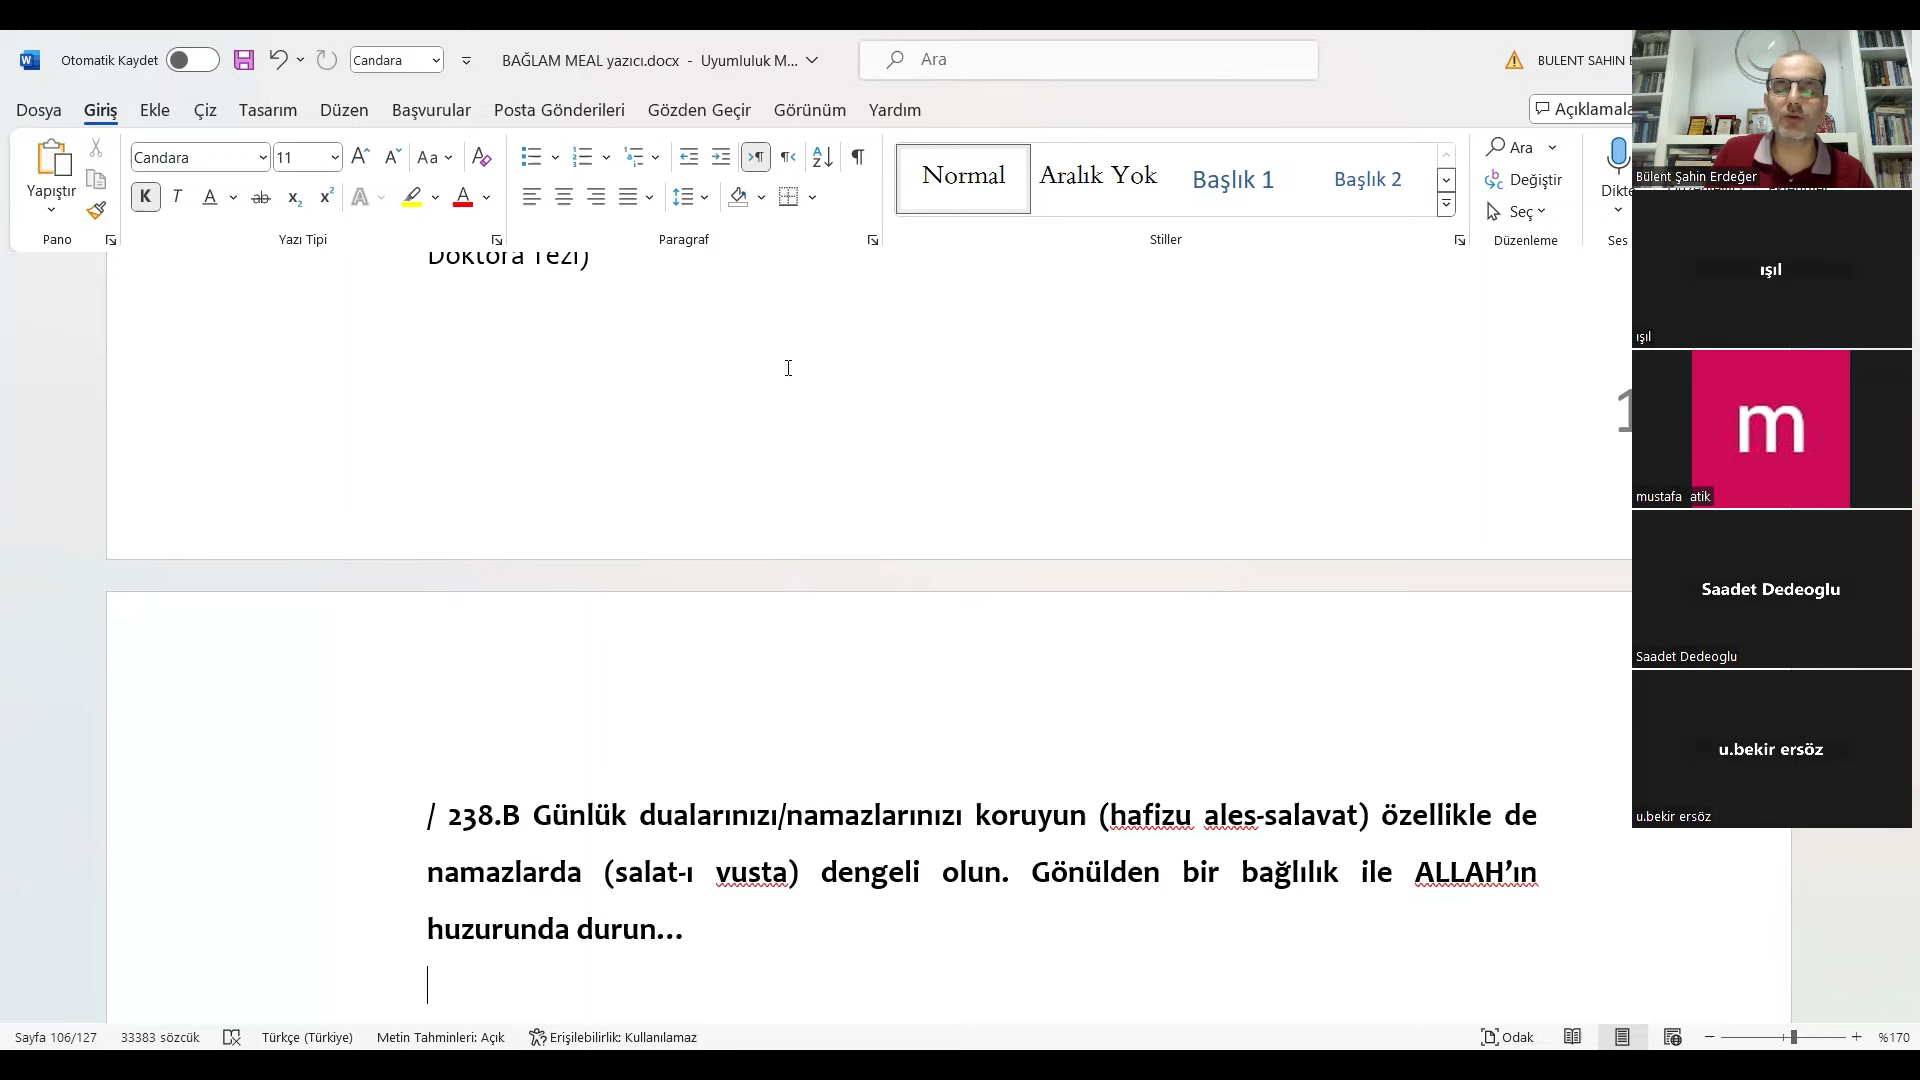 Otomatik Kaydet
Candara
BAĞLAM MEAL yazıcı.docx - Uyumluluk M...
Ara
BULENT SAHIN E
Dosya Giriş Ekle Çiz Tasarım Düzen Başvurular Posta Gönderileri Gözden Geçir Görünüm Yardım
Açıklamala
Yapıştır
Pano
Candara 11
Yazı Tipi
Paragraf
Normal
Aralık Yok
Başlık 1
Başlık 2
Stiller
Ara
Değiştir
Seç
Düzenleme
Dikte
Ses
Bülent Şahin Erdeğer
ışıl
ışıl
m
mustafa atik
Saadet Dedeoglu
Saadet Dedeoglu
u.bekir ersöz
u.bekir ersöz
Doktora Tezi)
/ 238.B Günlük dualarınızı/namazlarınızı koruyun (hafizu ales-salavat) özellikle de
namazlarda (salat-ı vusta) dengeli olun. Gönülden bir bağlılık ile ALLAH’ın
huzurunda durun...
Sayfa 106/127
33383 sözcük
Türkçe (Türkiye)
Metin Tahminleri: Açık
Erişilebilirlik: Kullanılamaz
Odak
%170